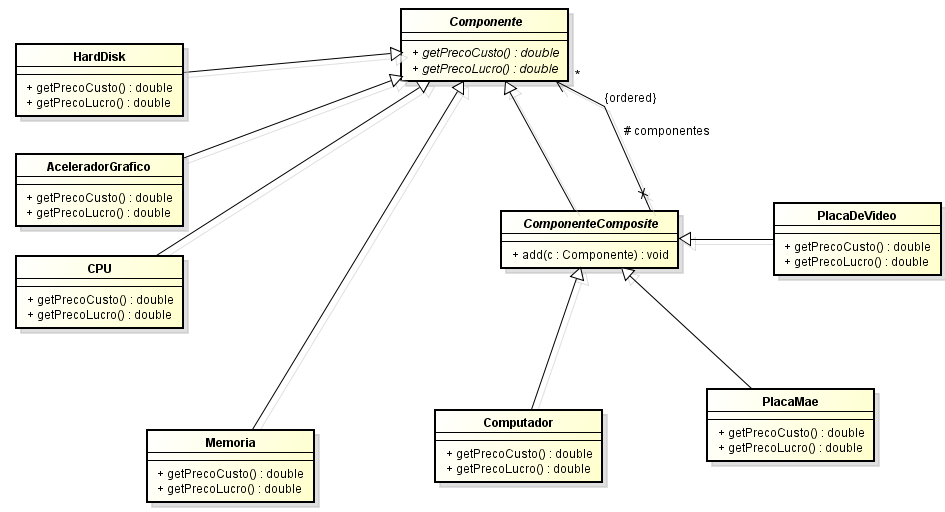 Componente
+ getPrecoCusto() : double
+ getPrecoLucro() : double
HardDisk
+ getPrecoCusto() : double
+ getPrecoLucro() : double
*
{ordered}
# componentes
AceleradorGrafico
+ getPrecoCusto() : double
+ getPrecoLucro() : double
ComponenteComposite
+ add(c : Componente) : void
PlacaDeVideo
+ getPrecoCusto() : double
+ getPrecoLucro() : double
CPU
+ getPrecoCusto() : double
+ getPrecoLucro() : double
Memoria
+ getPrecoCusto() : double
+ getPrecoLucro() : double
Computador
+ getPrecoCusto() : double
+ getPrecoLucro() : double
PlacaMae
+ getPrecoCusto() : double
+ getPrecoLucro() : double